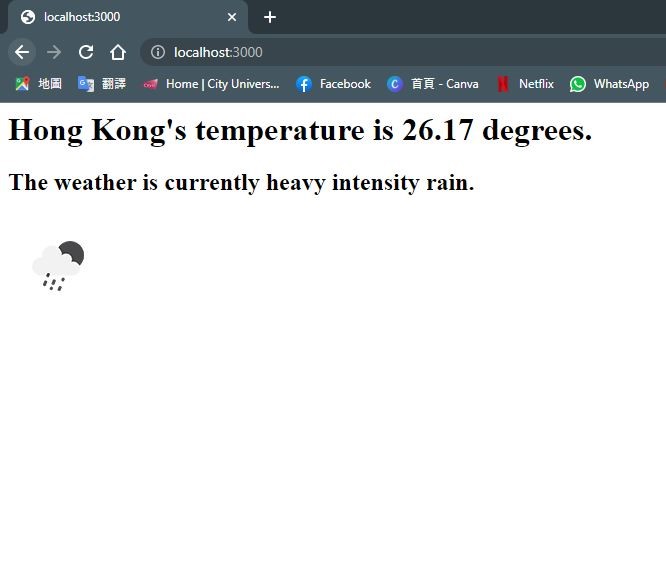 localhost:3000
localhost:3000
地圖 翻譯 Home | City Univers... Facebook 首頁 - Canva Netflix WhatsApp
Hong Kong's temperature is 26.17 degrees.
The weather is currently heavy intensity rain.